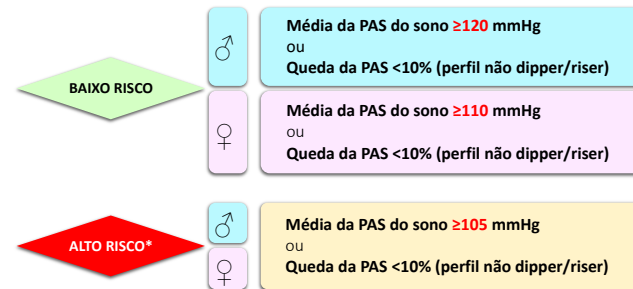 ♂
Média da PAS do sono ≥120 mmHg
ou
Queda da PAS <10% (perfil não dipper/riser)
BAIXO RISCO
♀
Média da PAS do sono ≥110 mmHg
ou
Queda da PAS <10% (perfil não dipper/riser)
ALTO RISCO*
♂
♀
Média da PAS do sono ≥105 mmHg
ou
Queda da PAS <10% (perfil não dipper/riser)